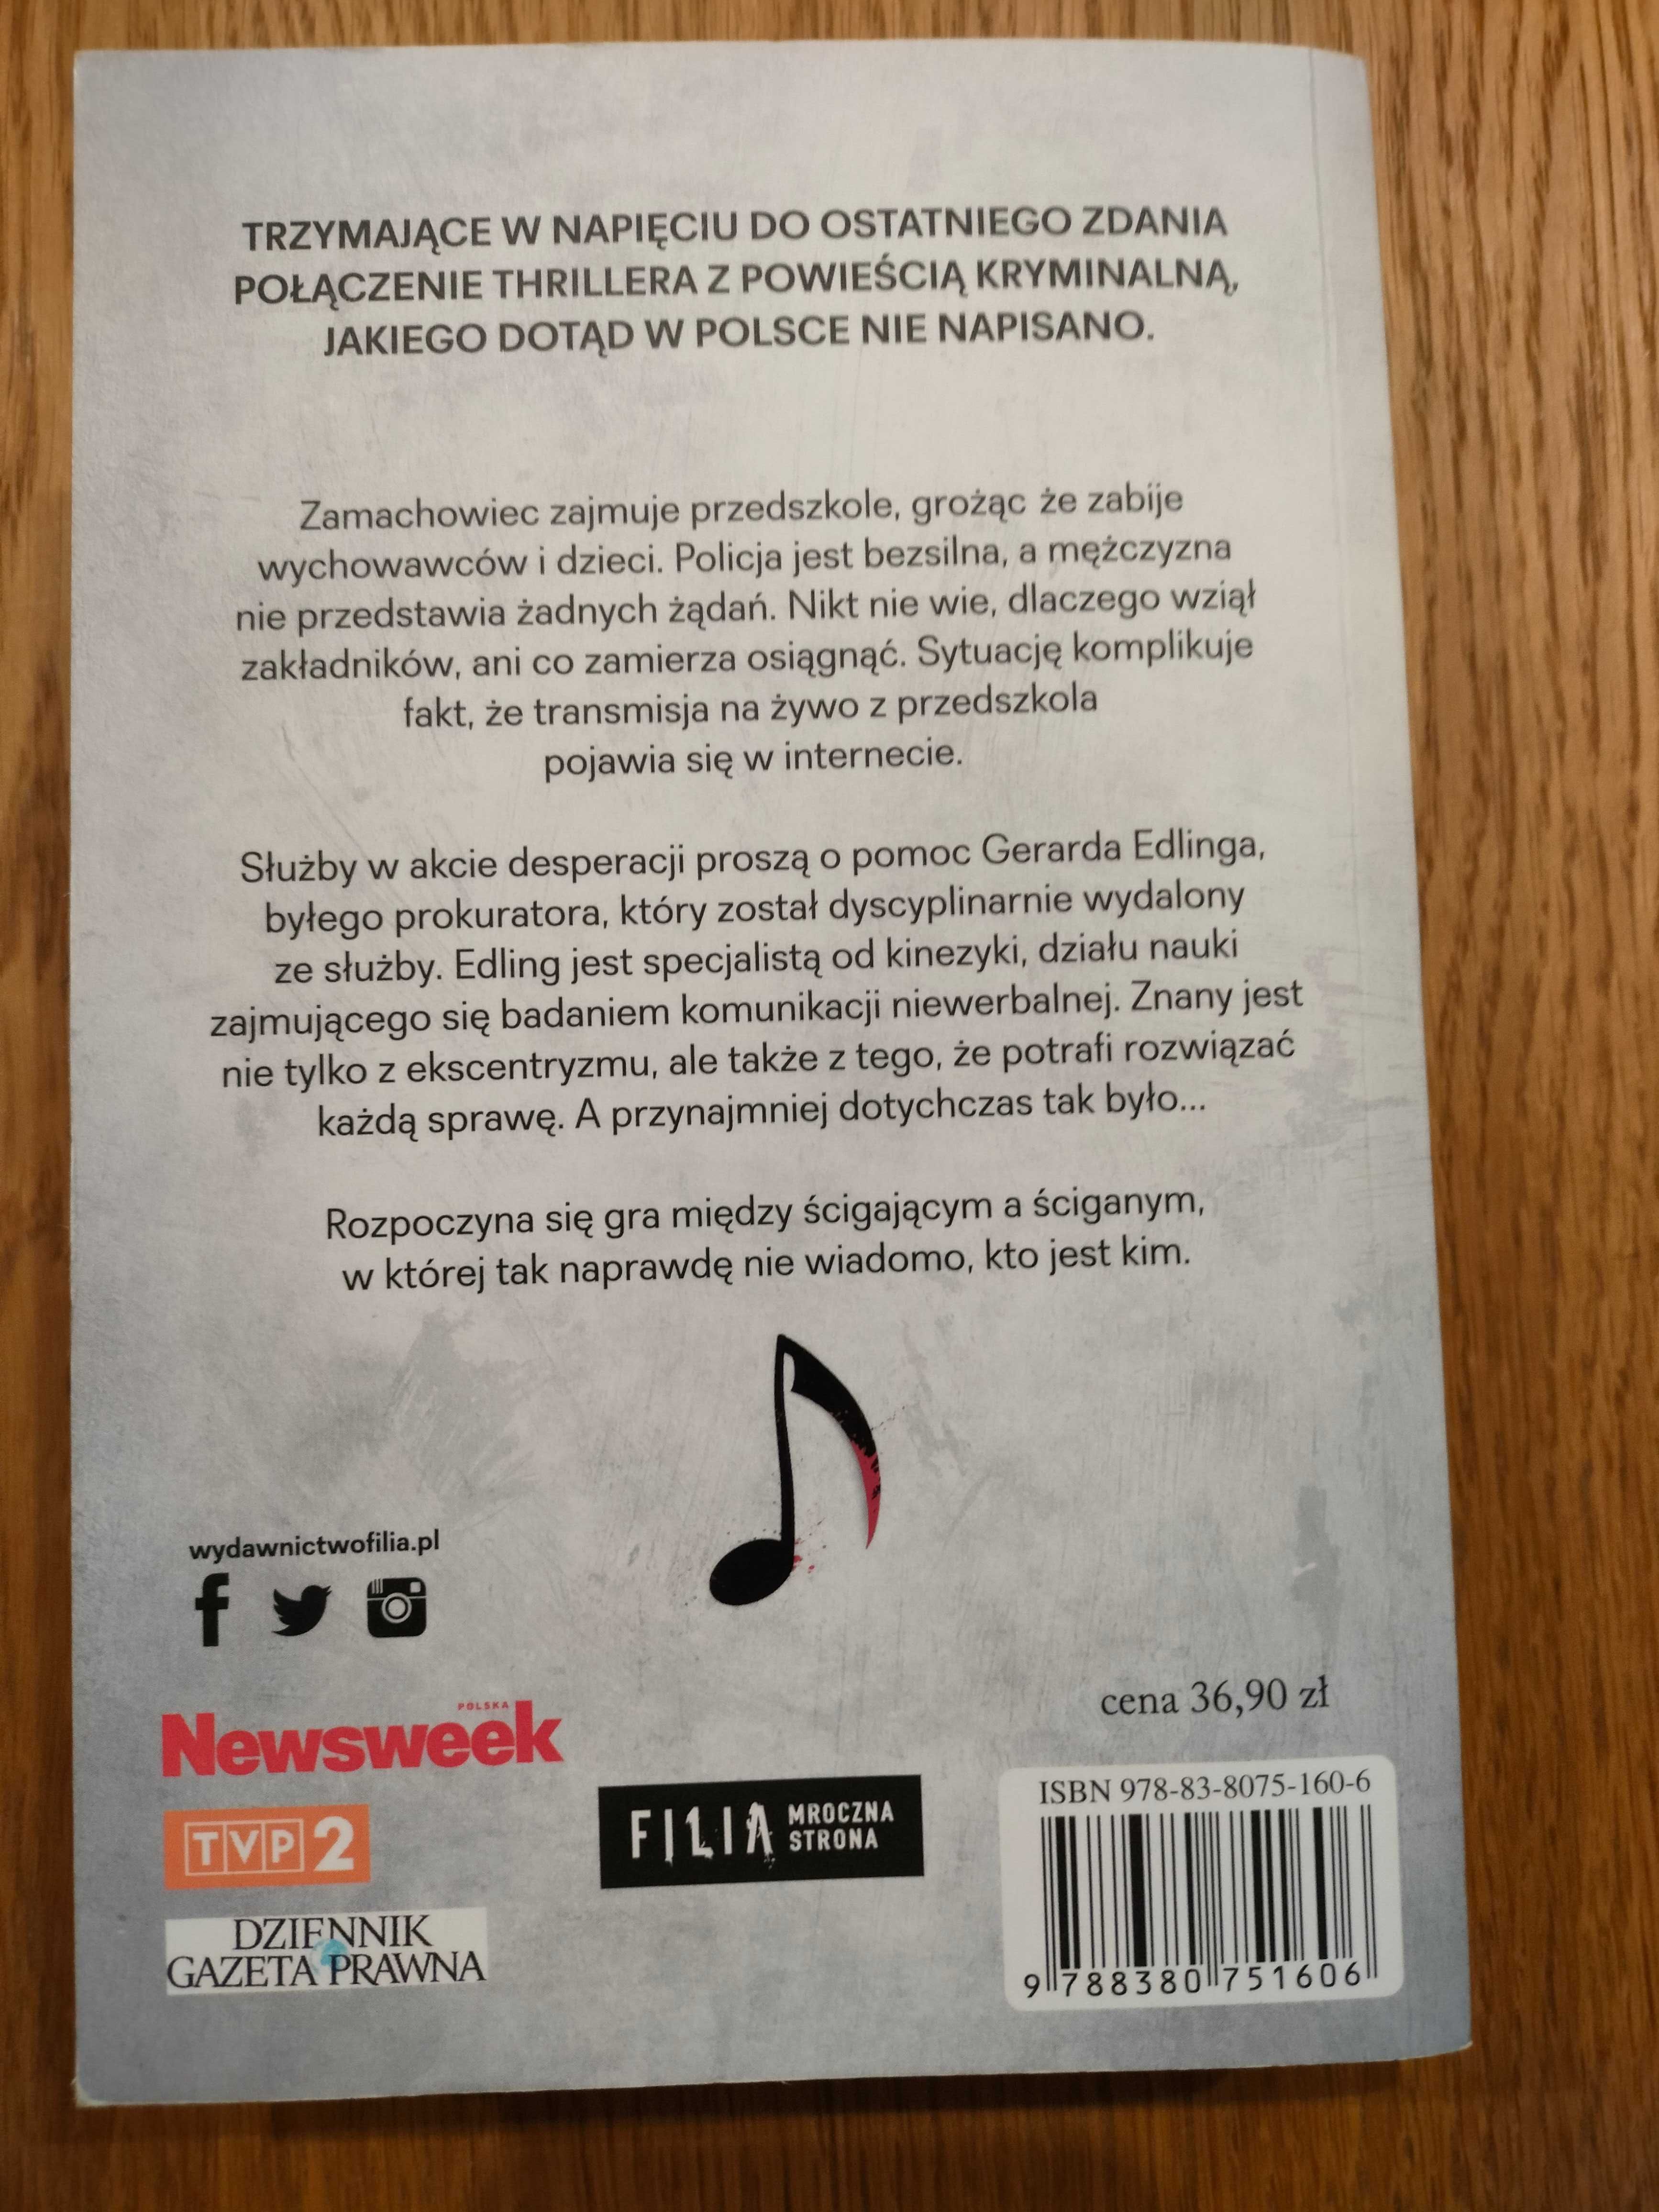 TRZYMAJĄCE W NAPIĘCIU DO OSTATNIEGO ZDANIA
POŁĄCZENIE THRILLERA Z POWIEŚCIĄ KRYMINALNĄ,
JAKIEGO DOTĄD W POLSCE NIE NAPISANO.
Zamachowiec zajmuje przedszkole, grożąc że zabije
wychowawców i dzieci. Policja jest bezsilna, a mężczyzna
nie przedstawia żadnych żądań. Nikt nie wie, dlaczego wziął
zakładników, ani co zamierza osiągnąć. Sytuację komplikuje
fakt, że transmisja na żywo z przedszkola
pojawia się w internecie.
Służby w akcie desperacji proszą o pomoc Gerarda Edlinga,
byłego prokuratora, który został dyscyplinarnie wydalony
ze służby. Edling jest specjalistą od kinezyki, działu nauki
zajmującego się badaniem komunikacji niewerbalnej. Znany jest
nie tylko z ekscentryzmu, ale także z tego, że potrafi rozwiązać
każdą sprawę. A przynajmniej dotychczas tak było...
Rozpoczyna się gra między ścigającym a ściganym,
w której tak naprawdę nie wiadomo, kto jest kim.
wydawnictwofilia.pl
POLSKA
Newsweek
TVP2
DZIENNIK
GAZETA PRAWNA
FILIA MROCZNA
STRONA
cena 36,90 zł
ISBN 978-83-8075-160-6
9 788380 751606